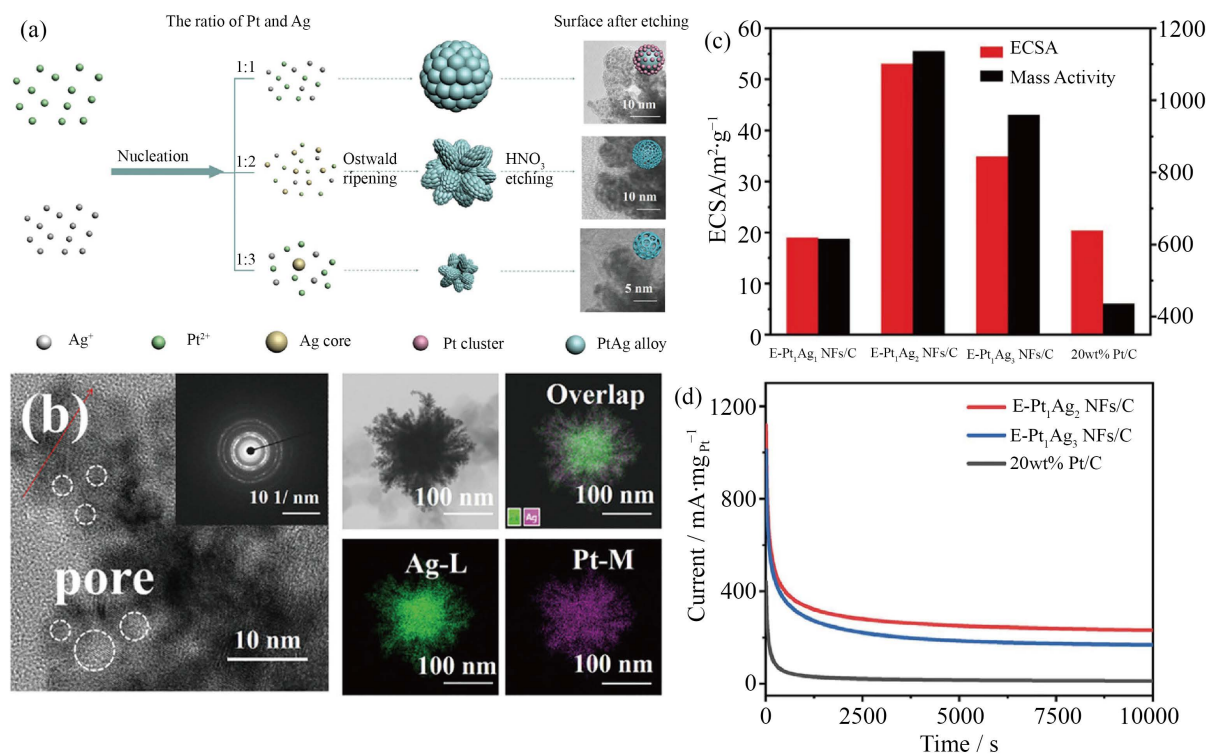 (a)
The ratio of Pt and Ag
Surface after etching
Nucleation
1:1
1:2
1:3
Ostwald
ripening
HNO₃
etching
10 nm
10 nm
5 nm
Ag⁺
Pt²⁺
Ag core
Pt cluster
PtAg alloy
(b)
10 1/ nm
pore
10 nm
100 nm
Overlap
100 nm
Ag
Ag-L
100 nm
Pt-M
100 nm
(c)
ECSA
Mass Activity
ECSA/m²·g⁻¹
60
50
40
30
20
10
0
1200
1000
800
600
400
E-Pt₁Ag₁ NFs/C
E-Pt₁Ag₂ NFs/C
E-Pt₁Ag₃ NFs/C
20wt% Pt/C
(d)
E-Pt₁Ag₂ NFs/C
E-Pt₁Ag₃ NFs/C
20wt% Pt/C
Current / mA·mg⁻¹Pt
1200
800
400
0
0
2500
5000
7500
10000
Time / s